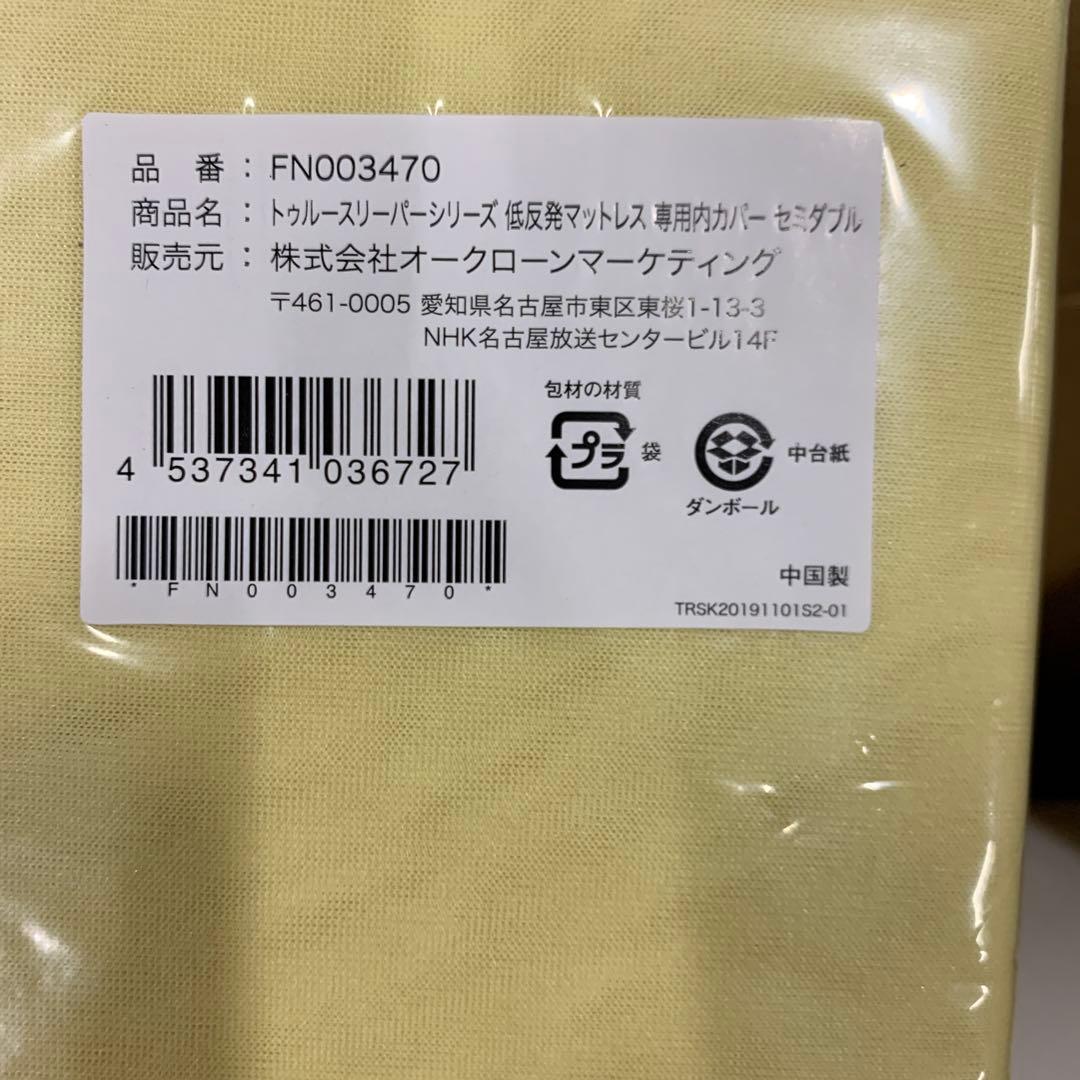 品 番 : FN003470
商品名 : トゥルースリーパーシリーズ 低反発マットレス 専用内カバー セミダブル
販売元 : 株式会社オークローンマーケティング
〒461-0005 愛知県名古屋市東区東桜1-13-3
NHK名古屋放送センタービル14F
包材の材質
プラ 袋
中台紙
ダンボール
4 537341 036727
*FN003470*
中国製
TRSK20191101S2-01